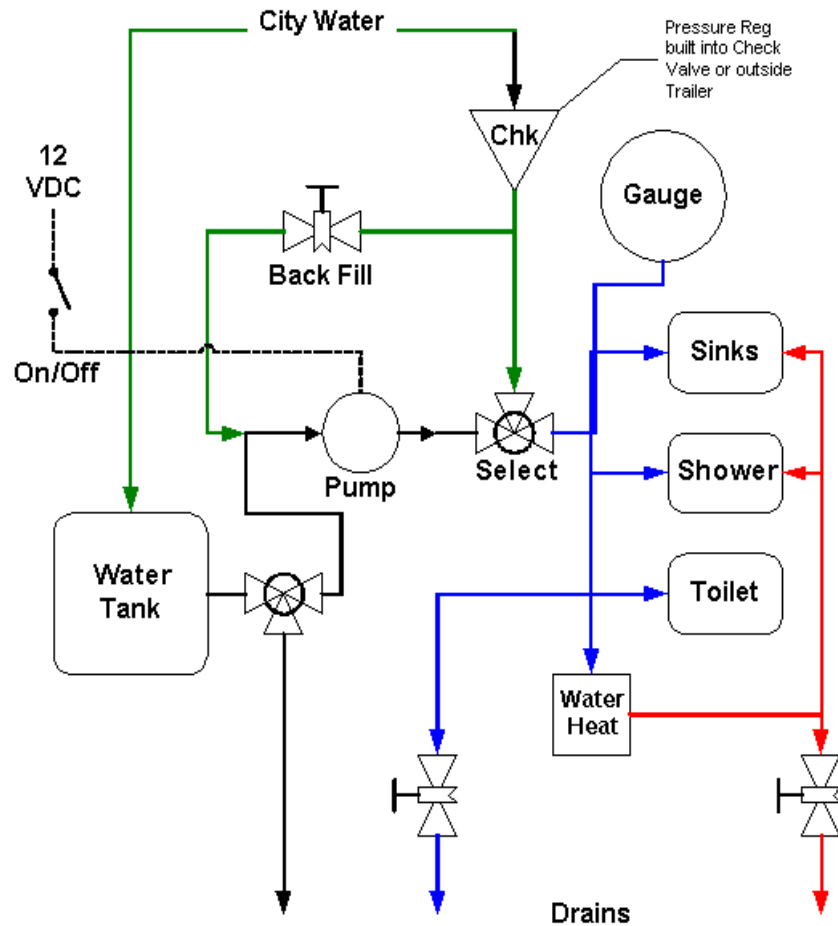 City Water
Pressure Reg
built into Check
Valve or outside
Trailer
Chk
12
VDC
Gauge
Back Fill
Sinks
On/Off
Pump
Select
Shower
Water
Tank
Toilet
Water
Heat
Drains